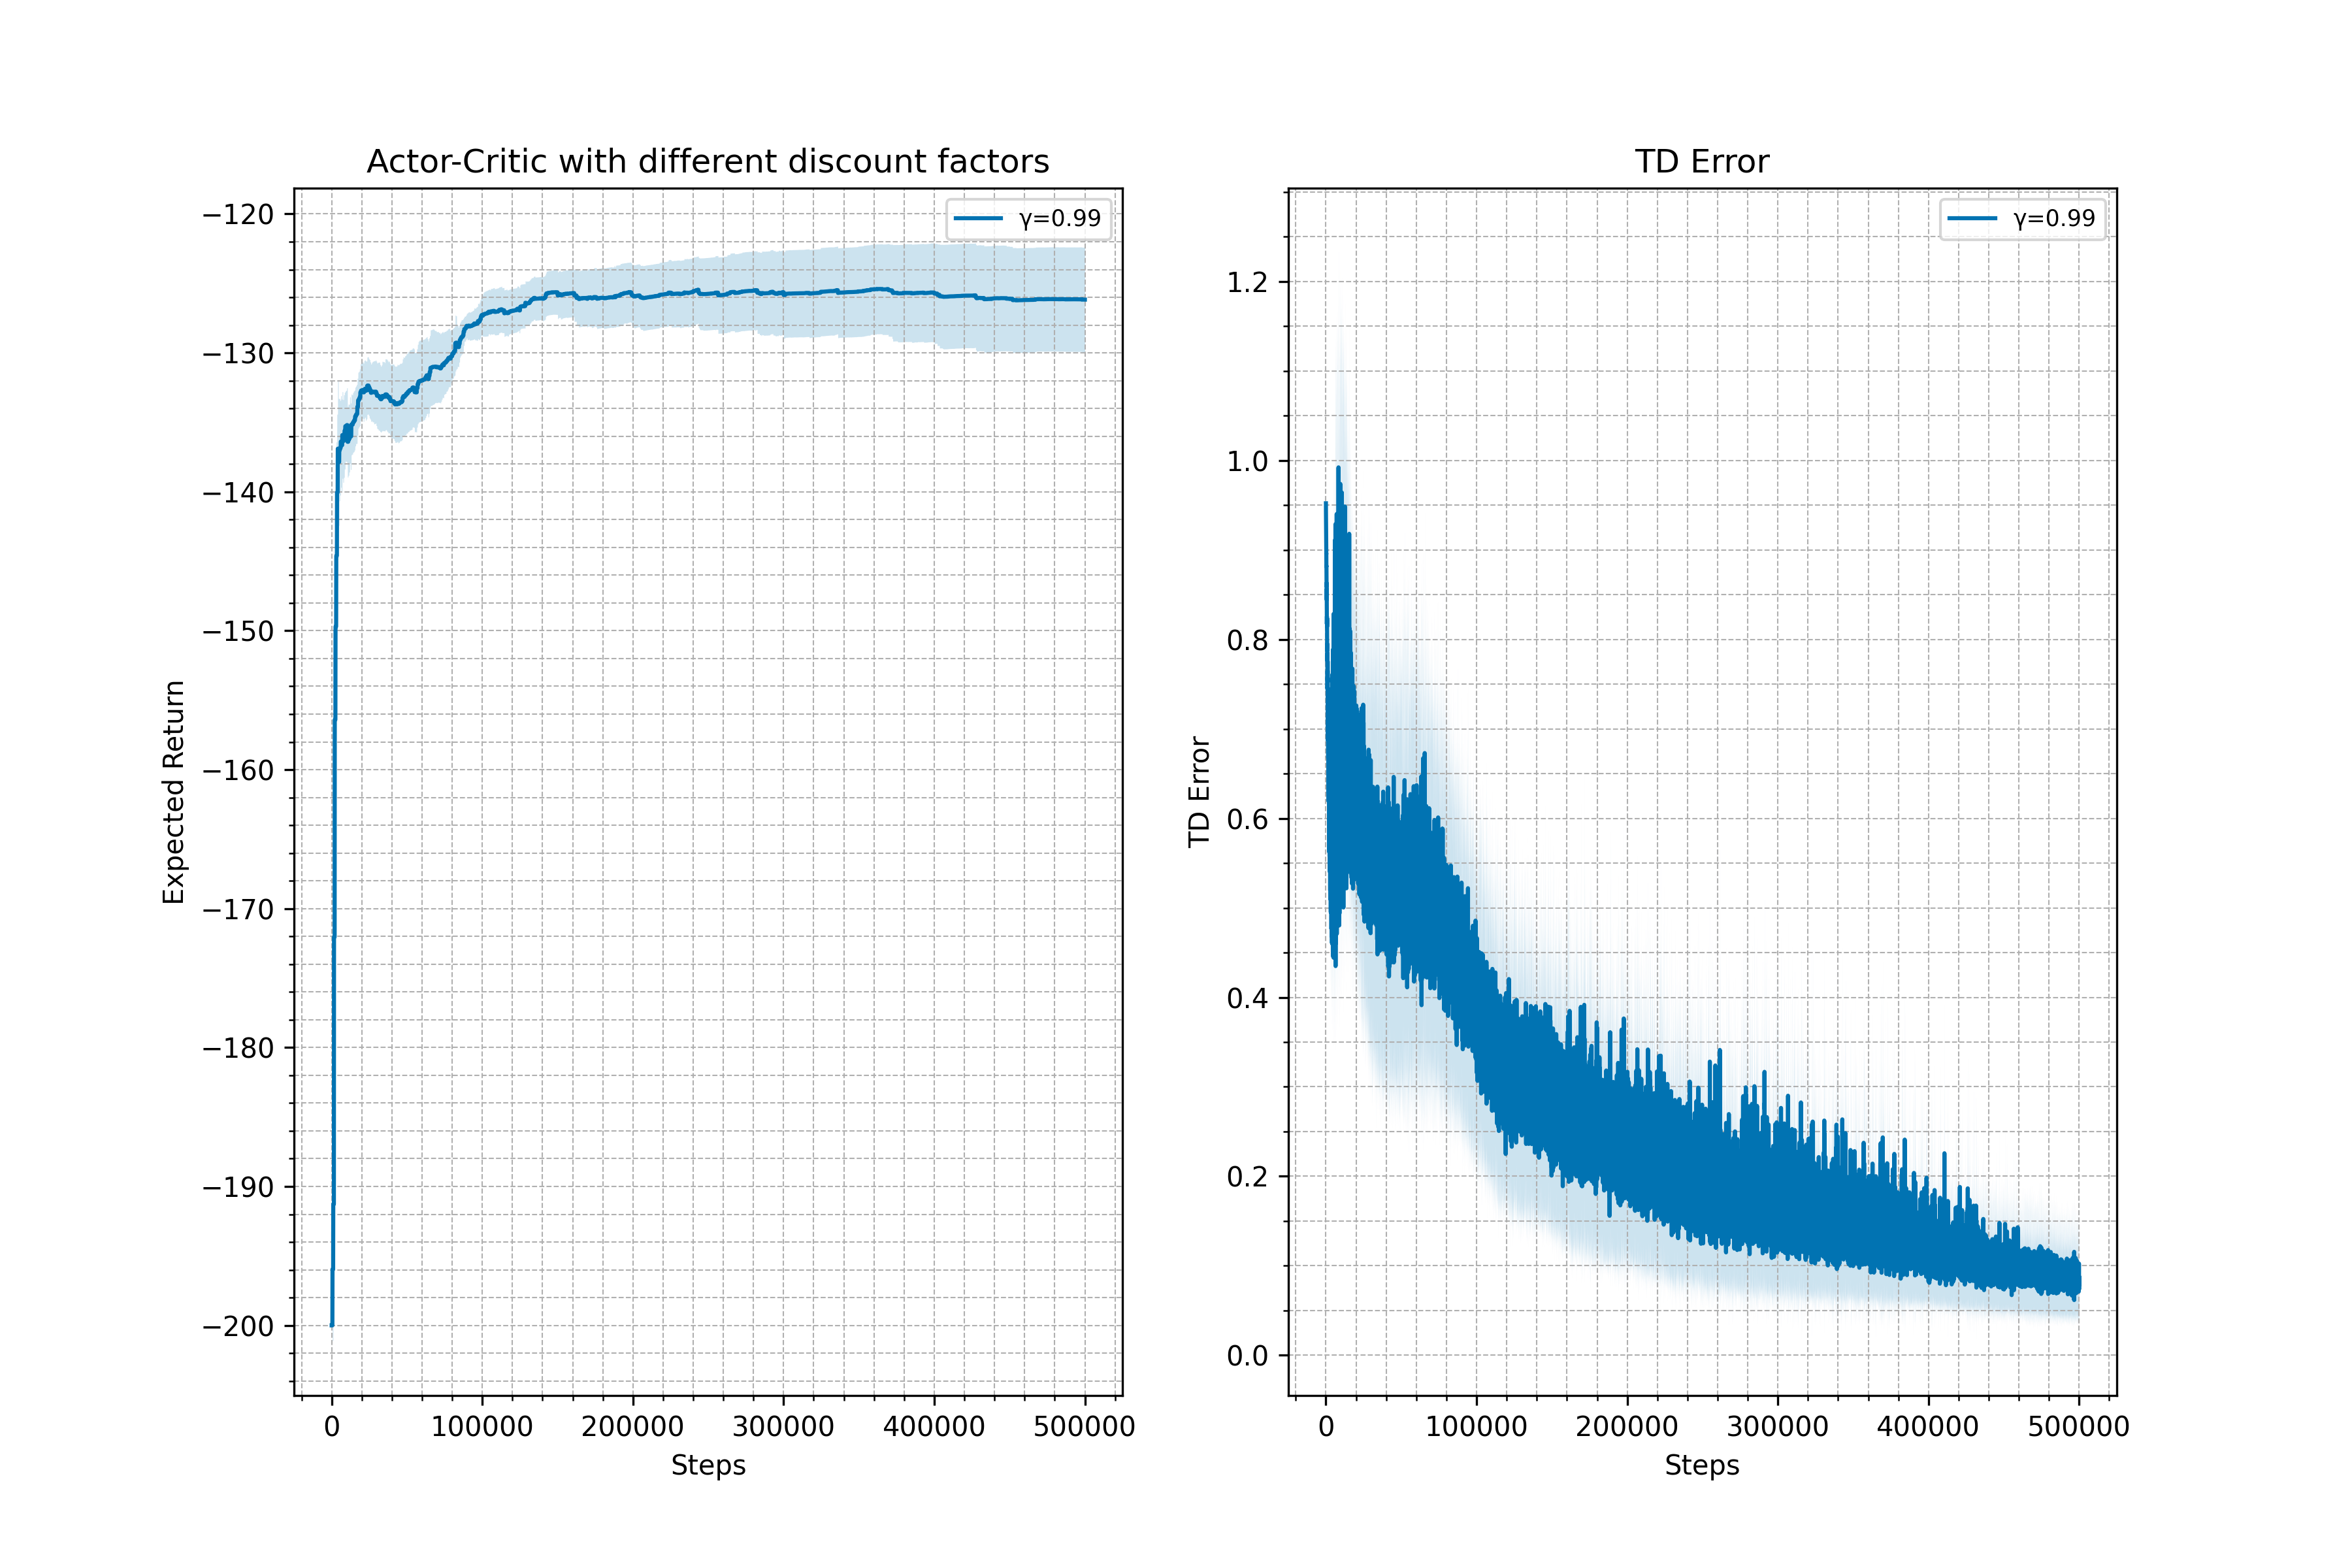 Actor-Critic with different discount factors
γ=0.99
Expected Return
−120
−130
−140
−150
−160
−170
−180
−190
−200
0 100000 200000 300000 400000 500000
Steps
TD Error
γ=0.99
TD Error
1.2
1.0
0.8
0.6
0.4
0.2
0.0
0 100000 200000 300000 400000 500000
Steps